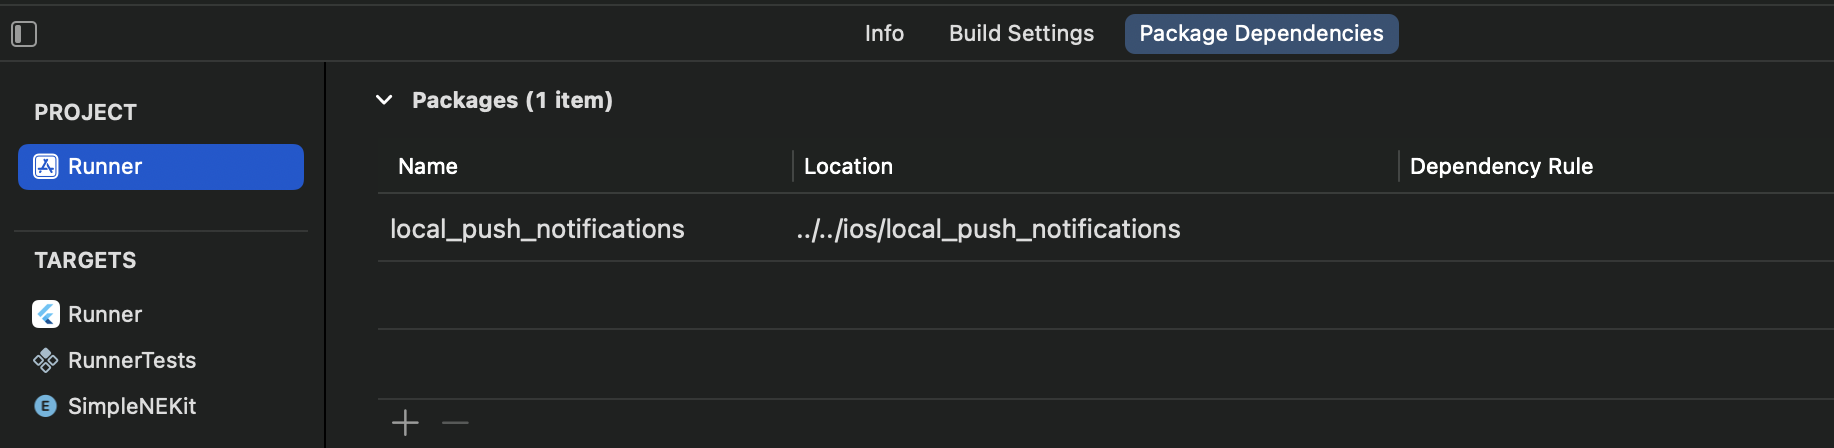 Info Build Settings Package Dependencies
PROJECT
Runner
TARGETS
Runner
RunnerTests
E SimpleNEKit
Packages (1 item)
Name Location Dependency Rule
local_push_notifications ../../ios/local_push_notifications